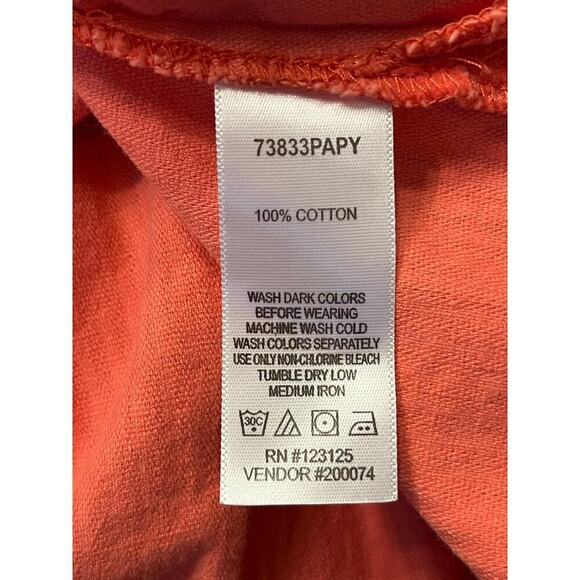 73833PAPY
100% COTTON
WASH DARK COLORS
BEFORE WEARING
MACHINE WASH COLD
WASH COLORS SEPARATELY
USE ONLY NON-CHLORINE BLEACH
TUMBLE DRY LOW
MEDIUM IRON
30C
RN #123125
VENDOR #200074